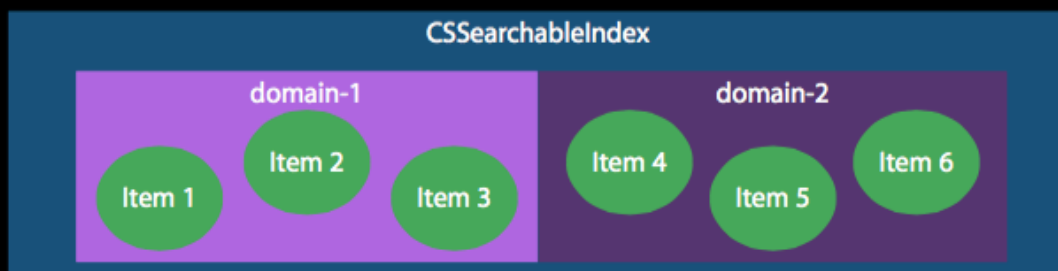 CSSearchableIndex
domain-1
Item 1
Item 2
Item 3
domain-2
Item 4
Item 5
Item 6